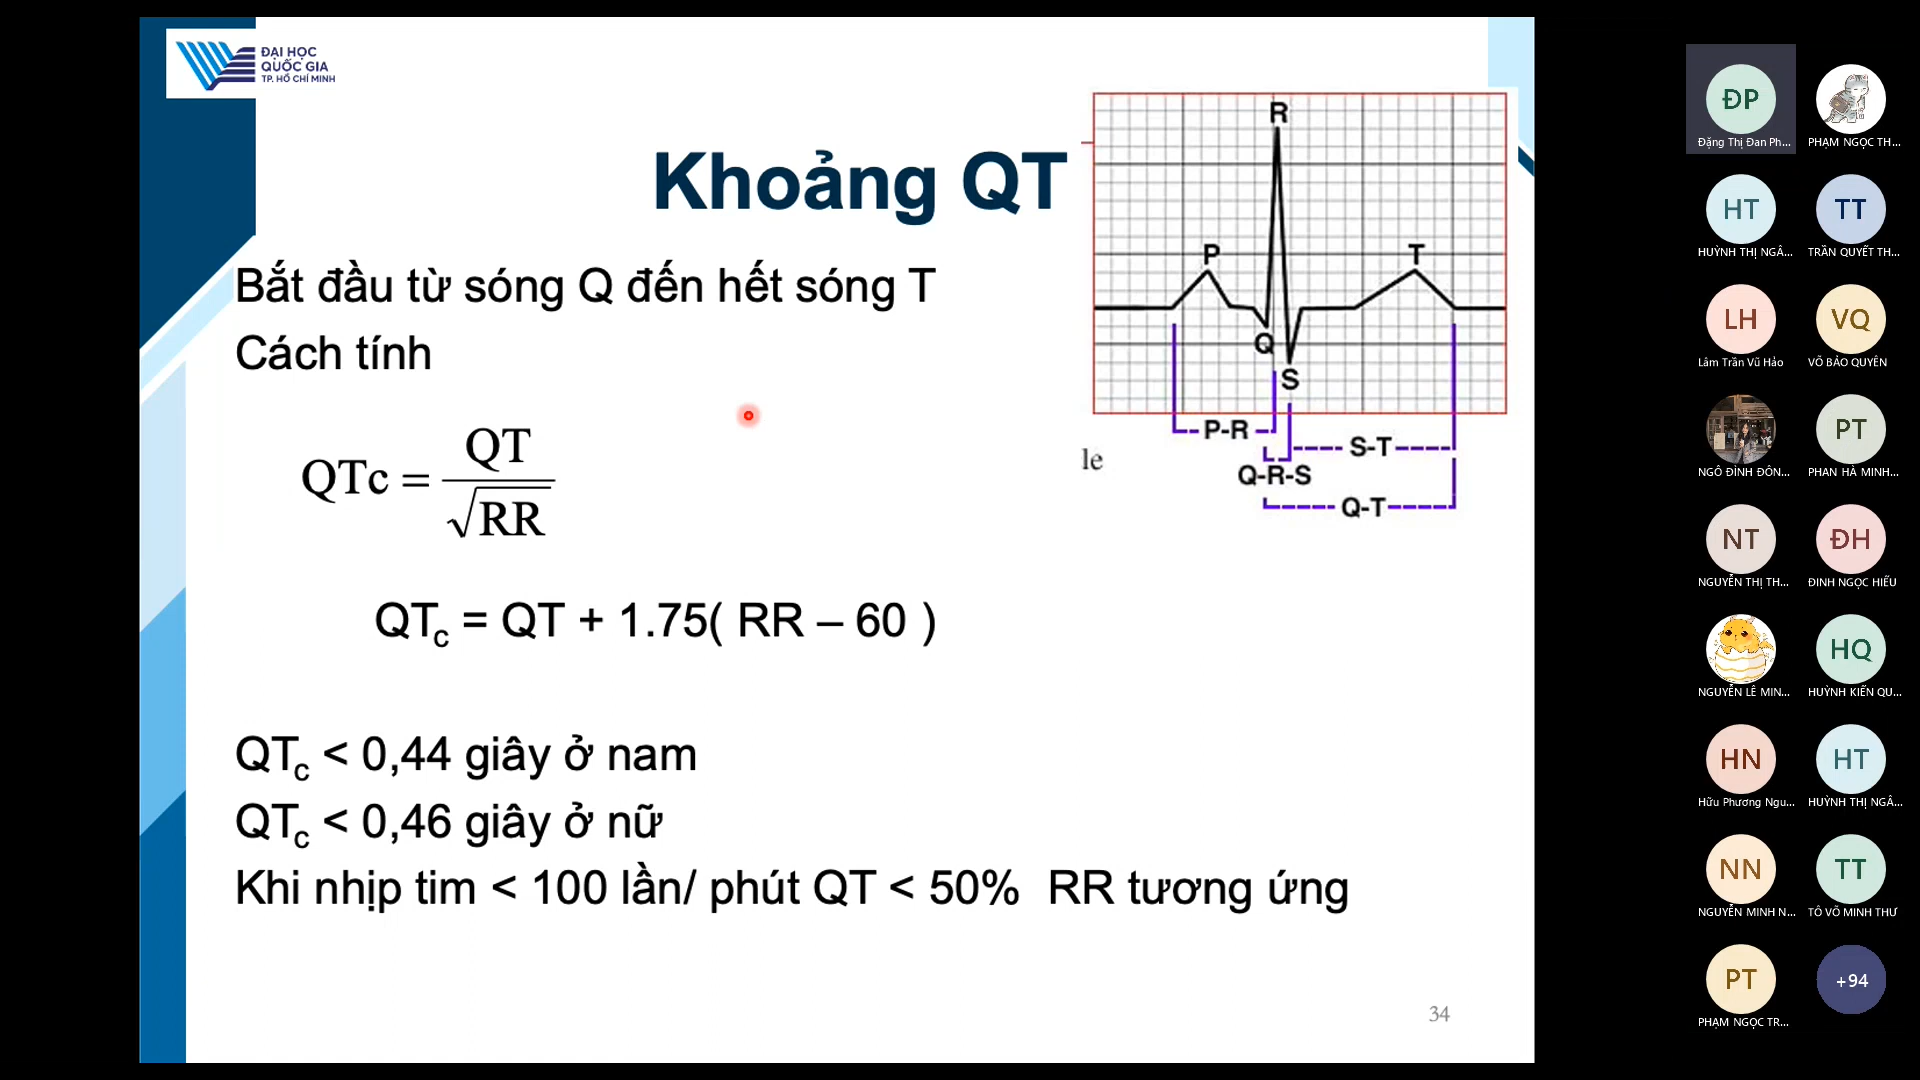 ĐẠI HỌC
QUỐC GIA
TP. HỒ CHÍ MINH
Khoảng QT
Bắt đầu từ sóng Q đến hết sóng T
Cách tính
QTc = QT / √RR
QTc = QT + 1.75( RR – 60 )
QTc < 0,44 giây ở nam
QTc < 0,46 giây ở nữ
Khi nhịp tim < 100 lần/ phút QT < 50% RR tương ứng
R
P
T
Q
S
P-R
S-T
le
Q-R-S
Q-T
34
ĐP
Đặng Thị Đan Ph...
PHẠM NGỌC TH...
HT
HUỲNH THỊ NGÂ...
TT
TRẦN QUYẾT TH...
LH
Lâm Trần Vũ Hảo
VQ
VÕ BẢO QUYÊN
NGÔ ĐÌNH ĐÔN...
PT
PHAN HÀ MINH...
NT
NGUYỄN THỊ TH...
ĐH
ĐINH NGỌC HIẾU
NGUYỄN LÊ MIN...
HQ
HUỲNH KIẾN QU...
HN
Hữu Phương Ngu...
HT
HUỲNH THỊ NGÂ...
NN
NGUYỄN MINH N...
TT
TÔ VÕ MINH THƯ
PT
PHẠM NGỌC TR...
+94